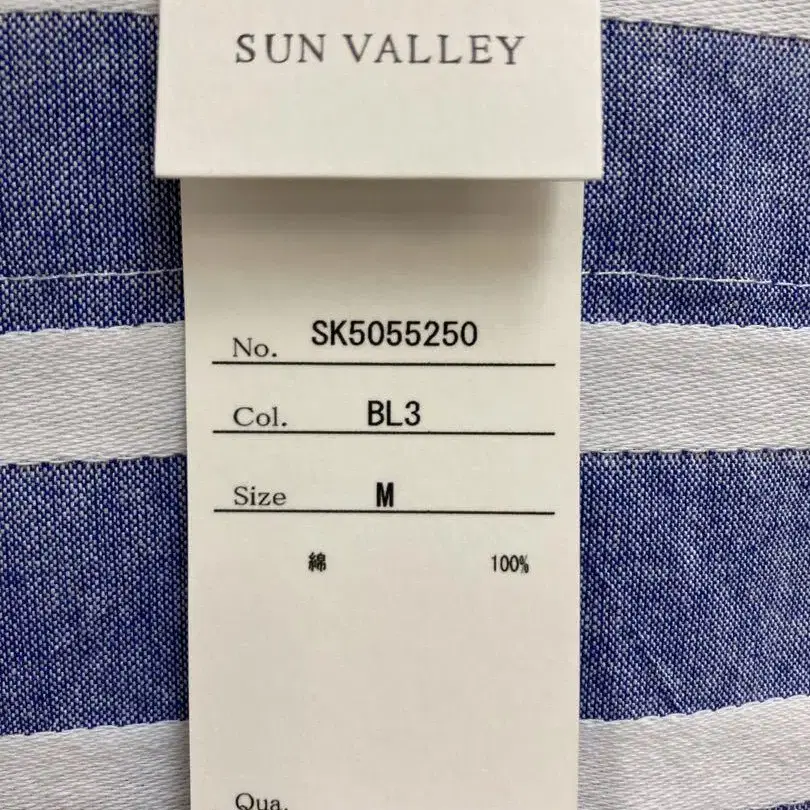 SUN VALLEY
No. SK5055250
Col. BL3
Size M
綿 100%
Qua.